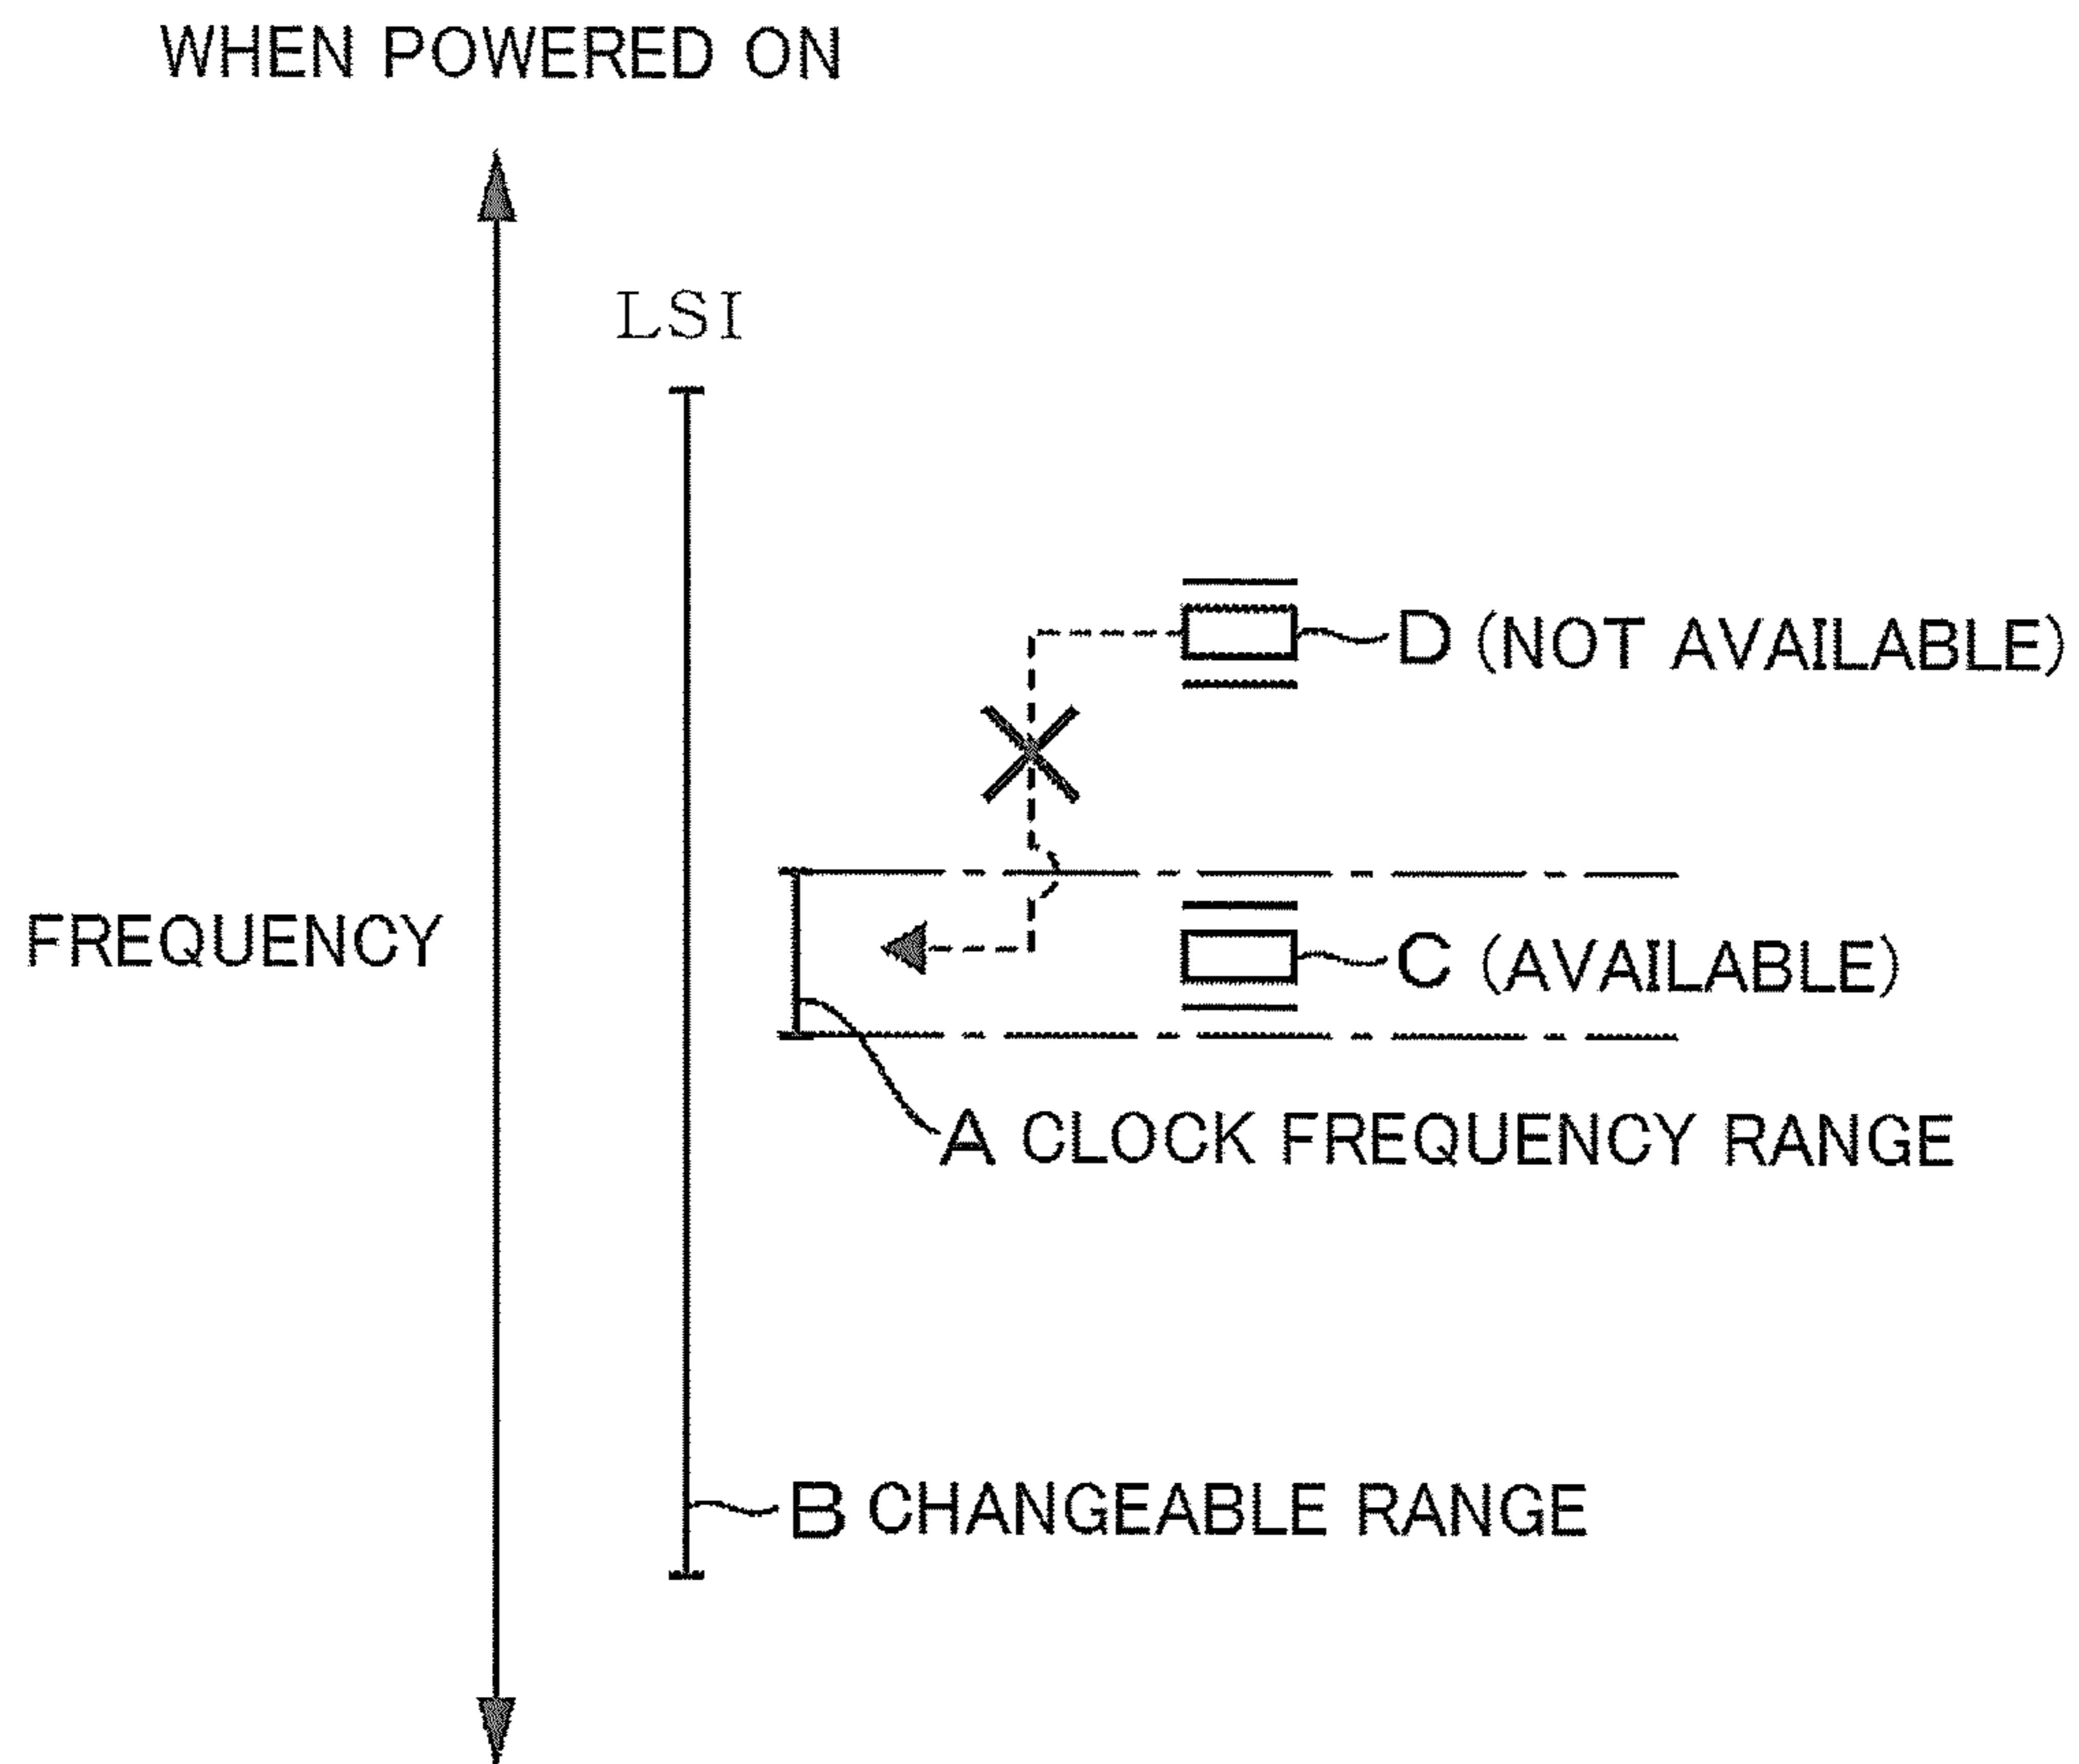 WHEN POWERED ON
LSI
D (NOT AVAILABLE)
FREQUENCY
C (AVAILABLE)
A CLOCK FREQUENCY RANGE
B CHANGEABLE RANGE